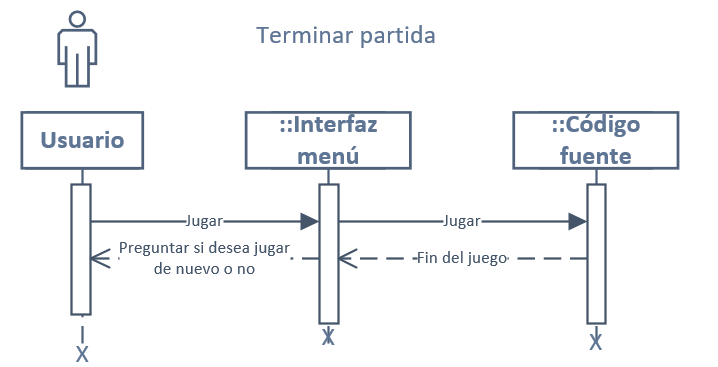 Terminar partida
Usuario
::Interfaz
menú
::Código
fuente
Jugar
Jugar
Preguntar si desea jugar
de nuevo o no
Fin del juego
X
X
X